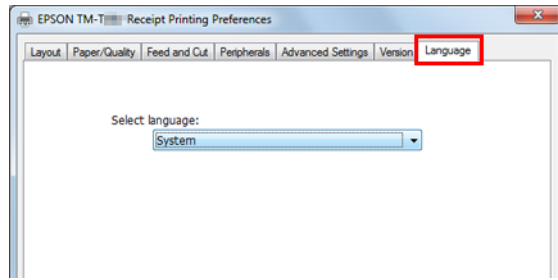 EPSON TM-T Receipt Printing Preferences
Layout Paper/Quality Feed and Cut Peripherals Advanced Settings Version Language
Select language:
System